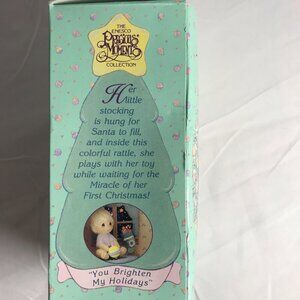 THE
ENESCO
PRECIOUS
MOMENTS
COLLECTION
Her
little
stocking
is hung for
Santa to fill,
and inside this
colorful rattle, she
plays with her toy
while waiting for the
Miracle of her
First Christmas!
"You Brighten
My Holidays"